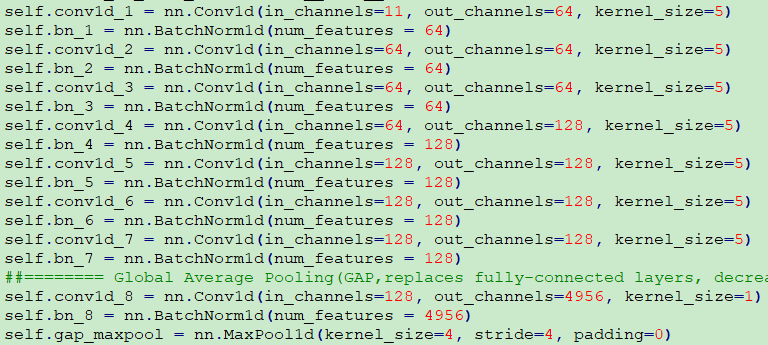 self.conv1d_1 = nn.Conv1d(in_channels=11, out_channels=64, kernel_size=5)
self.bn_1 = nn.BatchNorm1d(num_features = 64)
self.conv1d_2 = nn.Conv1d(in_channels=64, out_channels=64, kernel_size=5)
self.bn_2 = nn.BatchNorm1d(num_features = 64)
self.conv1d_3 = nn.Conv1d(in_channels=64, out_channels=64, kernel_size=5)
self.bn_3 = nn.BatchNorm1d(num_features = 64)
self.conv1d_4 = nn.Conv1d(in_channels=64, out_channels=128, kernel_size=5)
self.bn_4 = nn.BatchNorm1d(num_features = 128)
self.conv1d_5 = nn.Conv1d(in_channels=128, out_channels=128, kernel_size=5)
self.bn_5 = nn.BatchNorm1d(num_features = 128)
self.conv1d_6 = nn.Conv1d(in_channels=128, out_channels=128, kernel_size=5)
self.bn_6 = nn.BatchNorm1d(num_features = 128)
self.conv1d_7 = nn.Conv1d(in_channels=128, out_channels=128, kernel_size=5)
self.bn_7 = nn.BatchNorm1d(num_features = 128)
##======== Global Average Pooling(GAP,replaces fully-connected layers, decrea
self.conv1d_8 = nn.Conv1d(in_channels=128, out_channels=4956, kernel_size=1)
self.bn_8 = nn.BatchNorm1d(num_features = 4956)
self.gap_maxpool = nn.MaxPool1d(kernel_size=4, stride=4, padding=0)